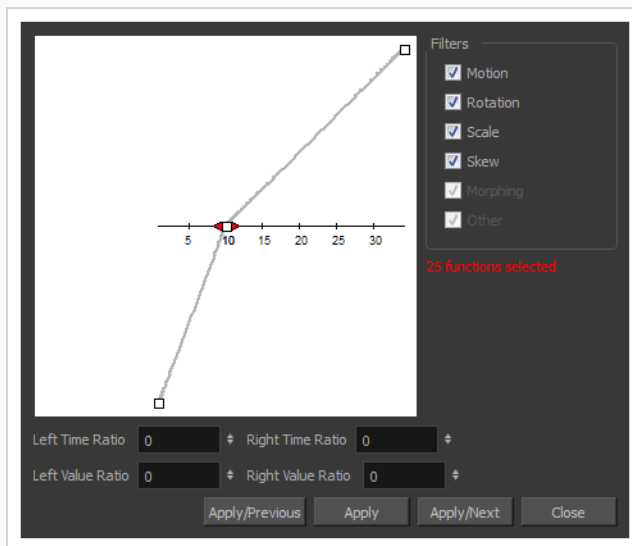 Filters
Motion
Rotation
Scale
Skew
Morphing
Other
5 10 15 20 25 30
25 functions selected
Left Time Ratio 0 Right Time Ratio 0
Left Value Ratio 0 Right Value Ratio 0
Apply/Previous Apply Apply/Next Close